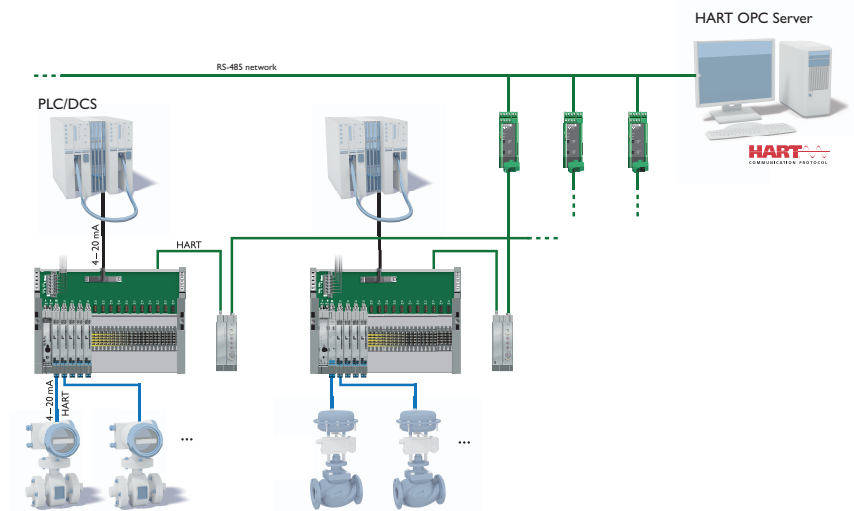 HART OPC Server
RS-485 network
PLC/DCS
HART
COMMUNICATION PROTOCOL
4–20 mA
HART
4–20 mA
HART
...
...